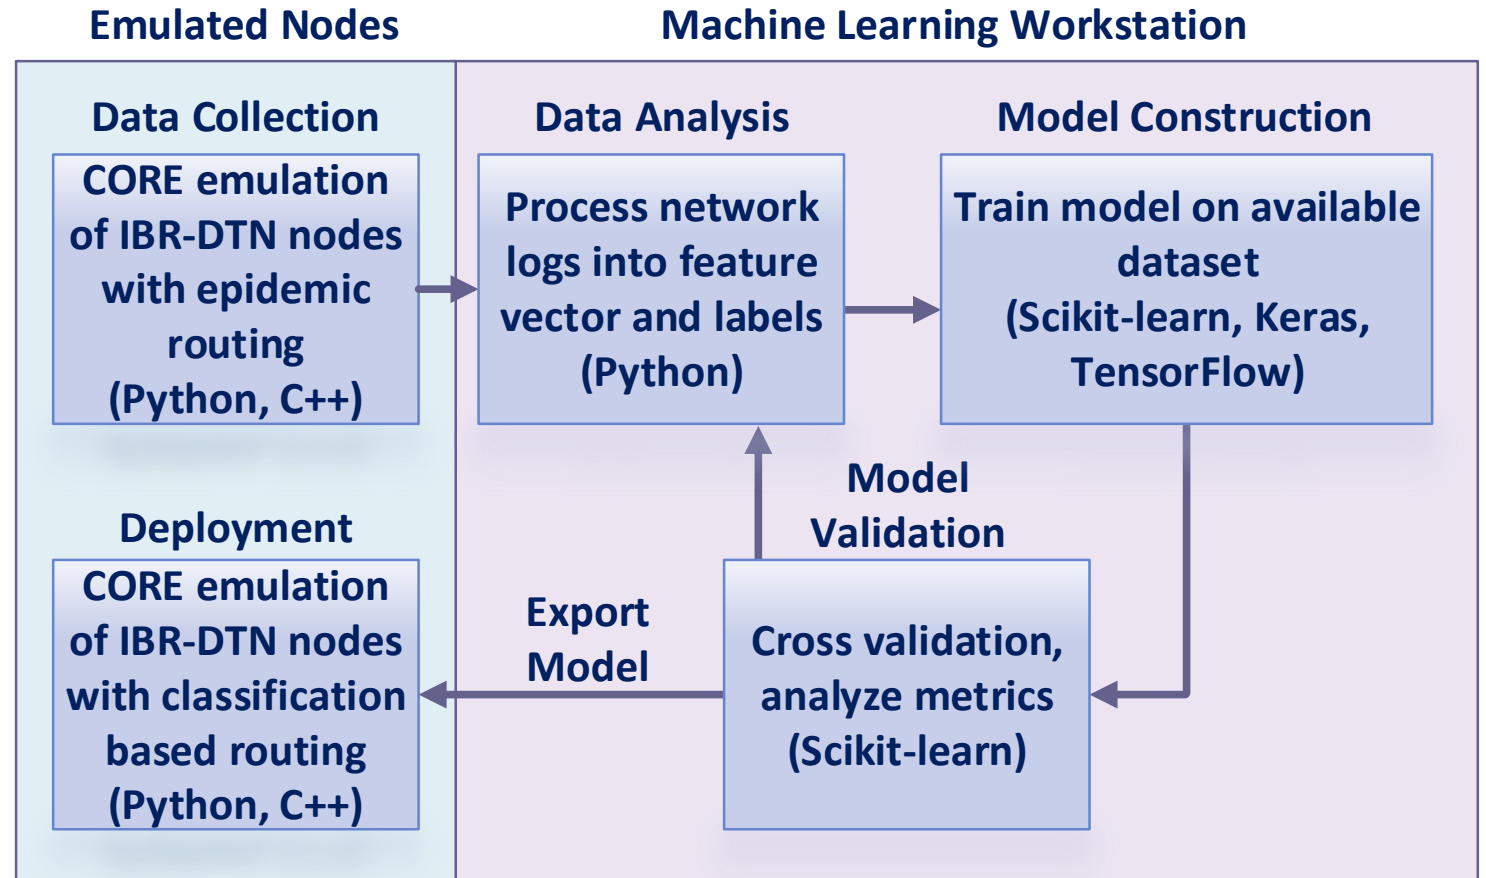 Emulated Nodes
Machine Learning Workstation
Data Collection
CORE emulation
of IBR-DTN nodes
with epidemic
routing
(Python, C++)
Data Analysis
Process network
logs into feature
vector and labels
(Python)
Model Construction
Train model on available
dataset
(Scikit-learn, Keras,
TensorFlow)
Model
Validation
Cross validation,
analyze metrics
(Scikit-learn)
Export
Model
Deployment
CORE emulation
of IBR-DTN nodes
with classification
based routing
(Python, C++)